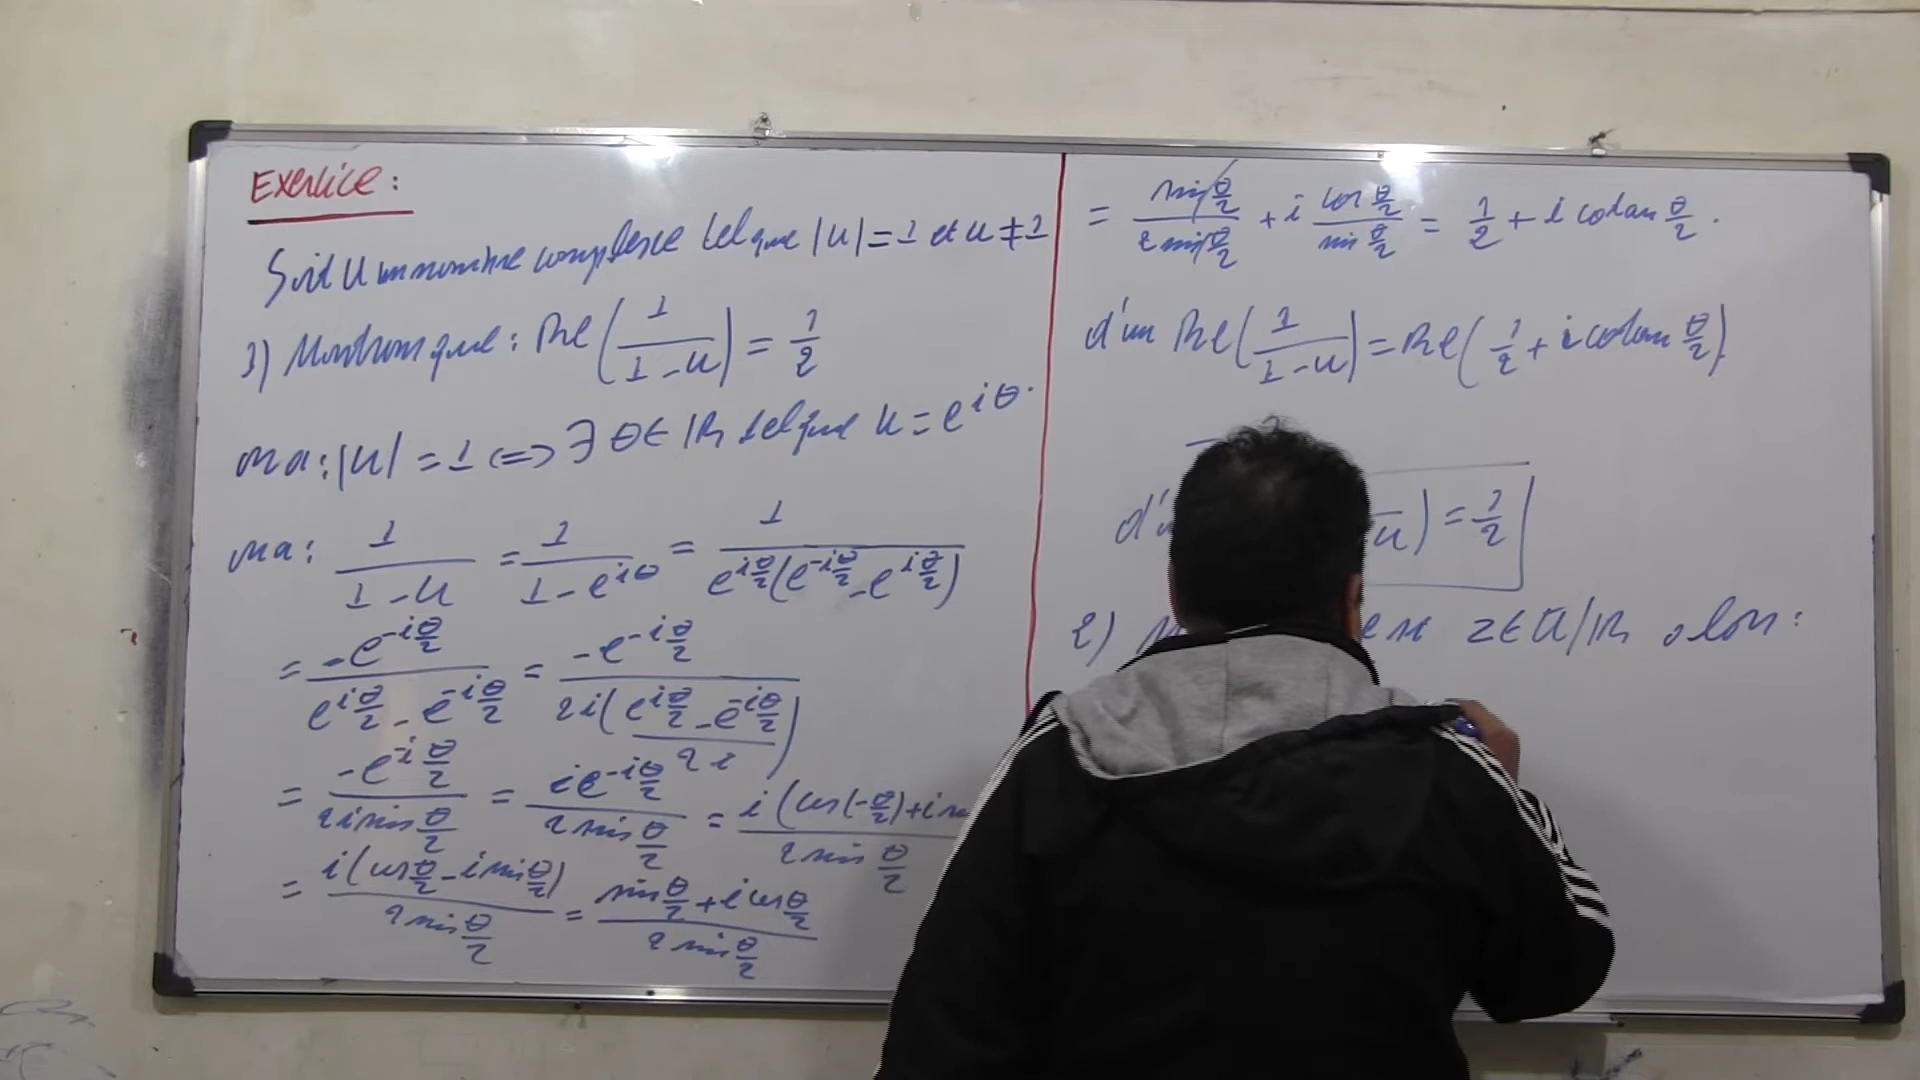 Exercice :
Soit U un nombre complexe tel que |u| = 1 et u ≠ 1
1) Montrons que : Re(1/(1-u)) = 1/2
on a : |u| = 1 <=> ∃ θ ∈ IR tel que u = e^{iθ}.
on a : 1/(1-u) = 1/(1-e^{iθ}) = 1/(e^{iθ/2}(e^{-iθ/2} - e^{iθ/2}))
= -e^{-iθ/2}/(e^{iθ/2} - e^{-iθ/2}) = -e^{-iθ/2}/(2i((e^{iθ/2} - e^{-iθ/2})/2i))
= -e^{-iθ/2}/(2i sin θ/2) = ie^{-iθ/2}/(2 sin θ/2) = i(cos(-θ/2) + i /(2 sin θ/2)
= i(cos θ/2 - i sin θ/2)/(2 sin θ/2) = (sin θ/2 + i cos θ/2)/(2 sin θ/2)
= (sin θ/2)/(2 sin θ/2) + i (cos θ/2)/(sin θ/2) = 1/2 + i cotan θ/2 .
d'où Re(1/(1-u)) = Re(1/2 + i cotan θ/2)
u) = 1/2
2) z ∈ ℂ/IR alors :